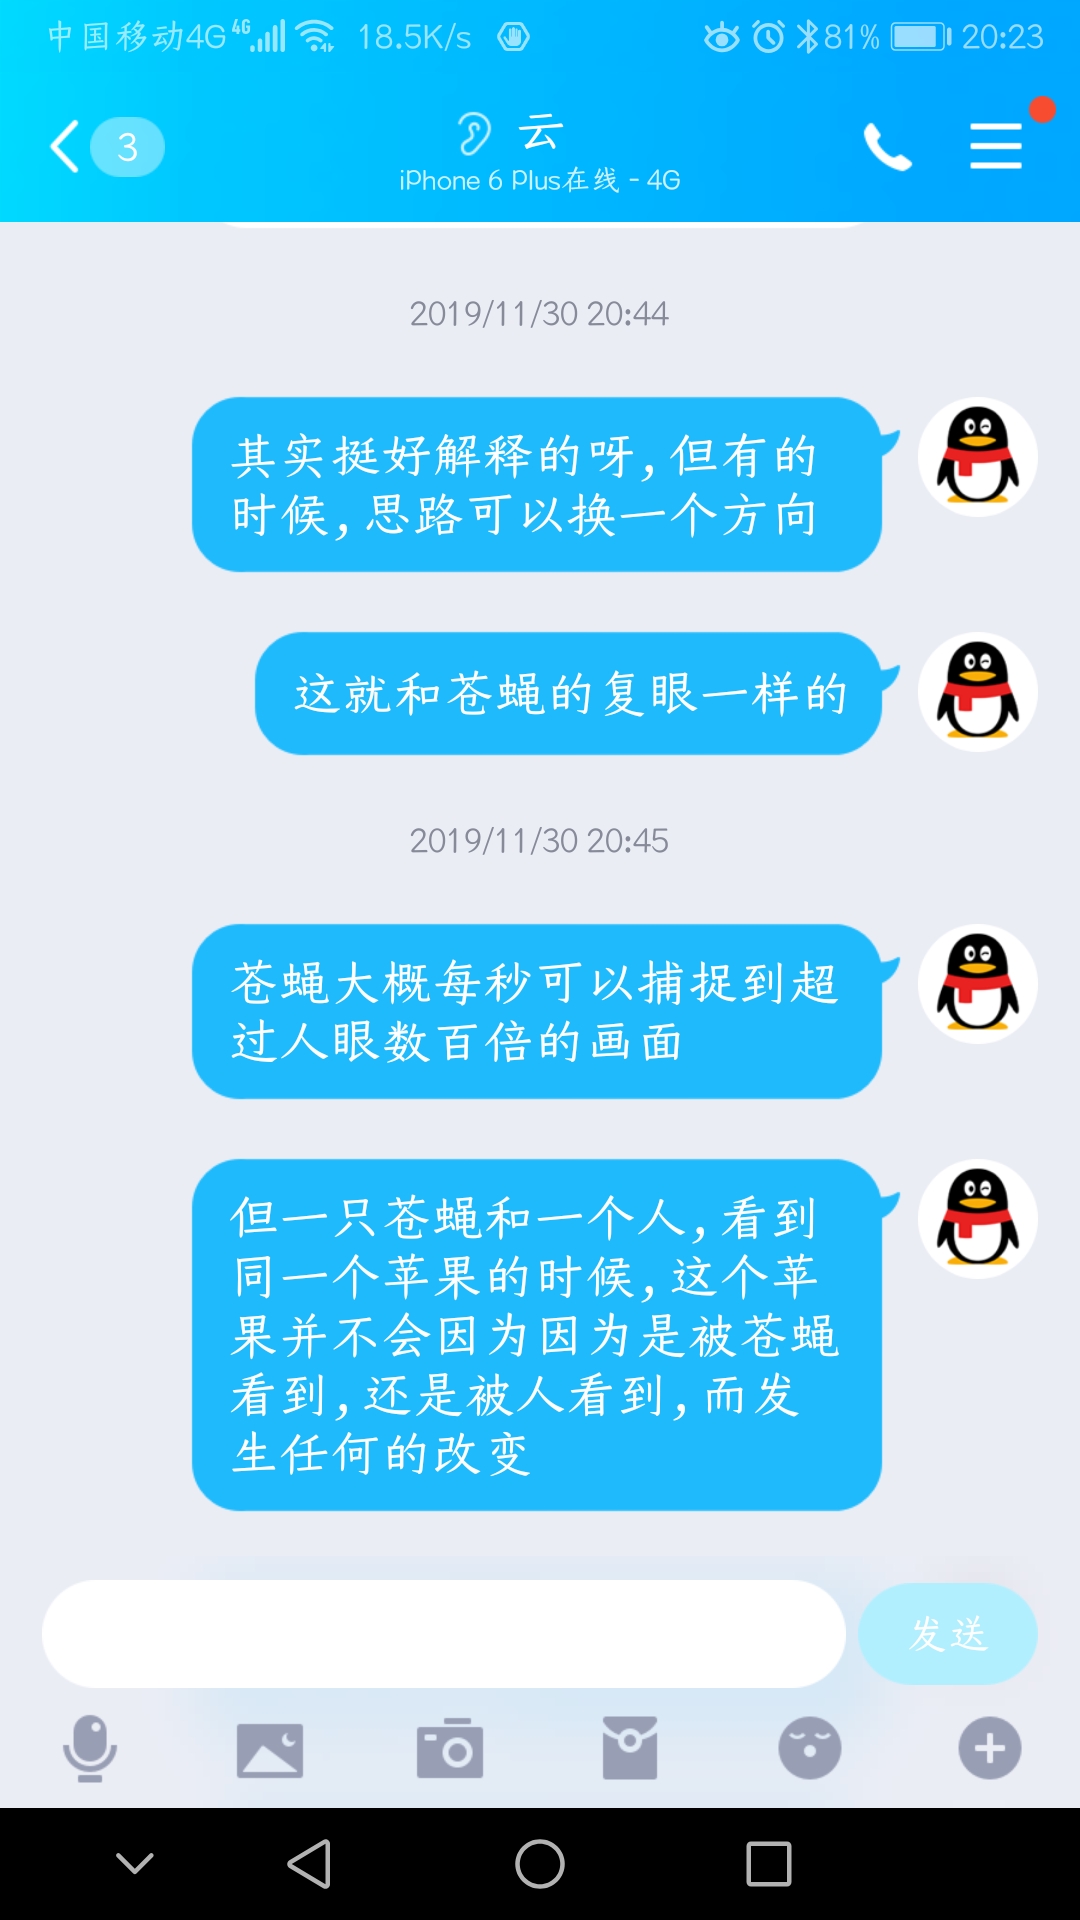 中国移动4G 4G 18.5K/s 81% 20:23
3
云
iPhone 6 Plus在线 - 4G
2019/11/30 20:44
其实挺好解释的呀,但有的
时候,思路可以换一个方向
这就和苍蝇的复眼一样的
2019/11/30 20:45
苍蝇大概每秒可以捕捉到超
过人眼数百倍的画面
但一只苍蝇和一个人,看到
同一个苹果的时候,这个苹
果并不会因为因为是被苍蝇
看到,还是被人看到,而发
生任何的改变
发送